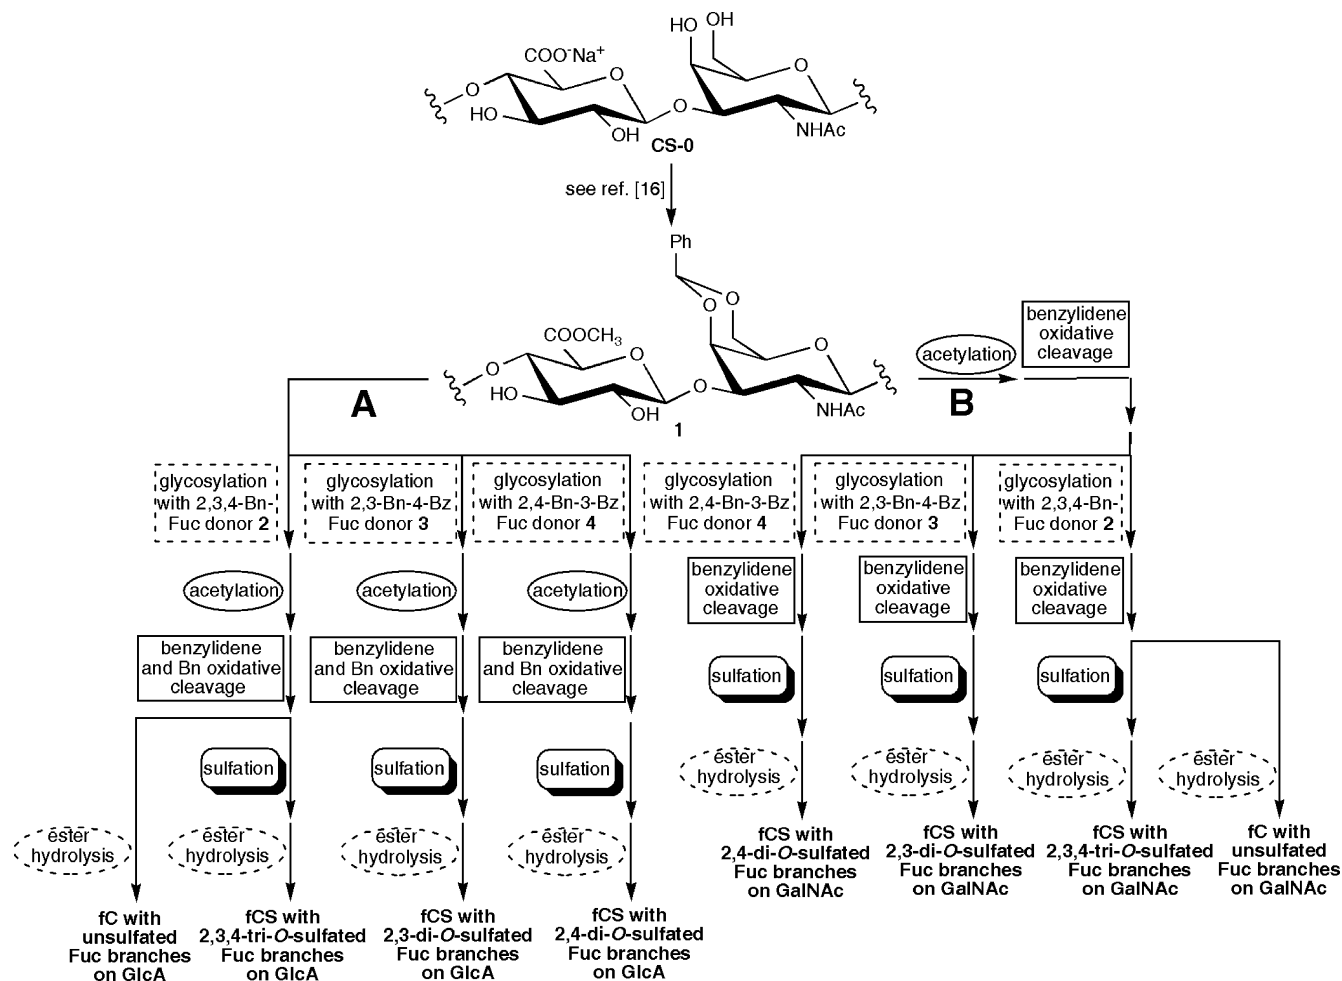 HO OH
COO-Na+
O
O
O
O
HO
OH
NHAc
CS-0
see ref. [16]
Ph
O
O
COOCH3
O
O
O
O
HO
OH
NHAc
1
A
acetylation
B
benzylidene
oxidative
cleavage
glycosylation
with 2,3,4-Bn-
Fuc donor 2
glycosylation
with 2,3-Bn-4-Bz
Fuc donor 3
glycosylation
with 2,4-Bn-3-Bz
Fuc donor 4
glycosylation
with 2,4-Bn-3-Bz
Fuc donor 4
glycosylation
with 2,3-Bn-4-Bz
Fuc donor 3
glycosylation
with 2,3,4-Bn-
Fuc donor 2
acetylation
acetylation
acetylation
benzylidene
oxidative
cleavage
benzylidene
oxidative
cleavage
benzylidene
oxidative
cleavage
benzylidene
and Bn oxidative
cleavage
benzylidene
and Bn oxidative
cleavage
benzylidene
and Bn oxidative
cleavage
sulfation
sulfation
sulfation
sulfation
sulfation
sulfation
ester
hydrolysis
ester
hydrolysis
ester
hydrolysis
ester
hydrolysis
ester
hydrolysis
ester
hydrolysis
ester
hydrolysis
ester
hydrolysis
fCS with
2,4-di-O-sulfated
Fuc branches
on GalNAc
fCS with
2,3-di-O-sulfated
Fuc branches
on GalNAc
fCS with
2,3,4-tri-O-sulfated
Fuc branches
on GalNAc
fC with
unsulfated
Fuc branches
on GalNAc
fC with
unsulfated
Fuc branches
on GlcA
fCS with
2,3,4-tri-O-sulfated
Fuc branches
on GlcA
fCS with
2,3-di-O-sulfated
Fuc branches
on GlcA
fCS with
2,4-di-O-sulfated
Fuc branches
on GlcA